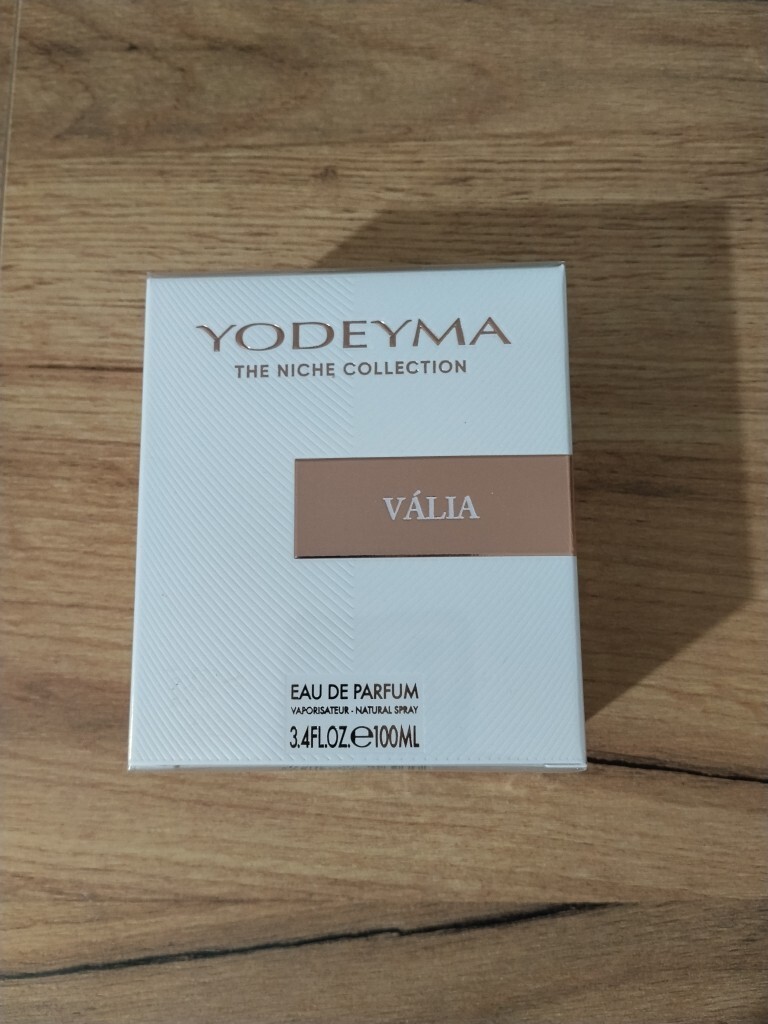 YODEYMA
THE NICHE COLLECTION
VÁLIA
EAU DE PARFUM
VAPORISATEUR - NATURAL SPRAY
3.4FL.OZ.℮100ML